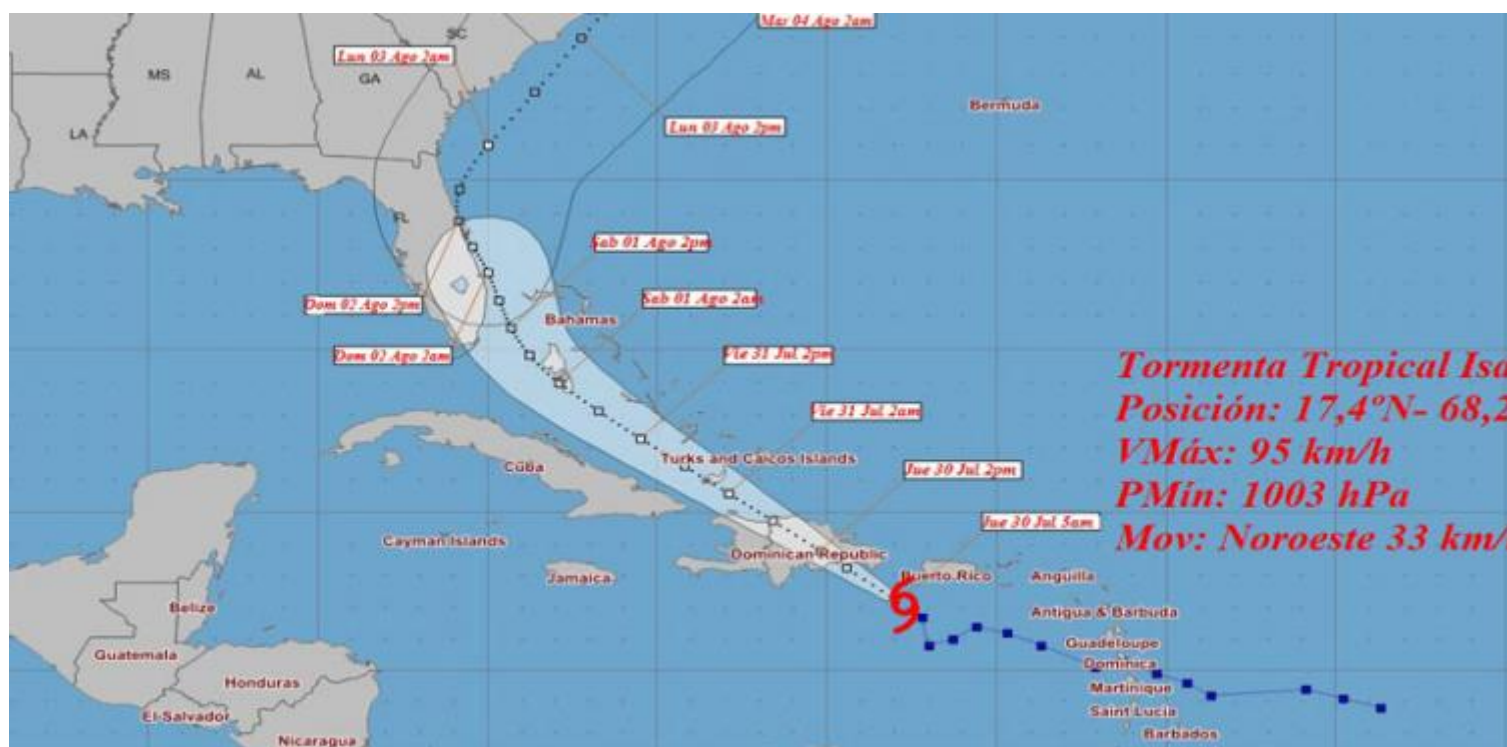 Mar 04 Ago 2am
SC
Lun 03 Ago 2am
MS
AL
GA
Bermuda
Lun 03 Ago 2pm
LA
FL
Sab 01 Ago 2pm
Sab 01 Ago 2am
Dom 02 Ago 2pm
Bahamas
Dom 02 Ago 2am
Vie 31 Jul 2pm
Tormenta Tropical Isa
Posición: 17,4ºN- 68,2
Vie 31 Jul 2am
VMáx: 95 km/h
Turks and Caicos Islands
Cuba
Jue 30 Jul 2pm
PMín: 1003 hPa
Jue 30 Jul 5am
Mov: Noroeste 33 km/
Cayman Islands
Dominican Republic
Jamaica
Puerto Rico
Anguilla
Belize
Antigua & Barbuda
Guadeloupe
Guatemala
Dominica
Honduras
Martinique
Saint Lucia
El Salvador
Barbados
Nicaragua